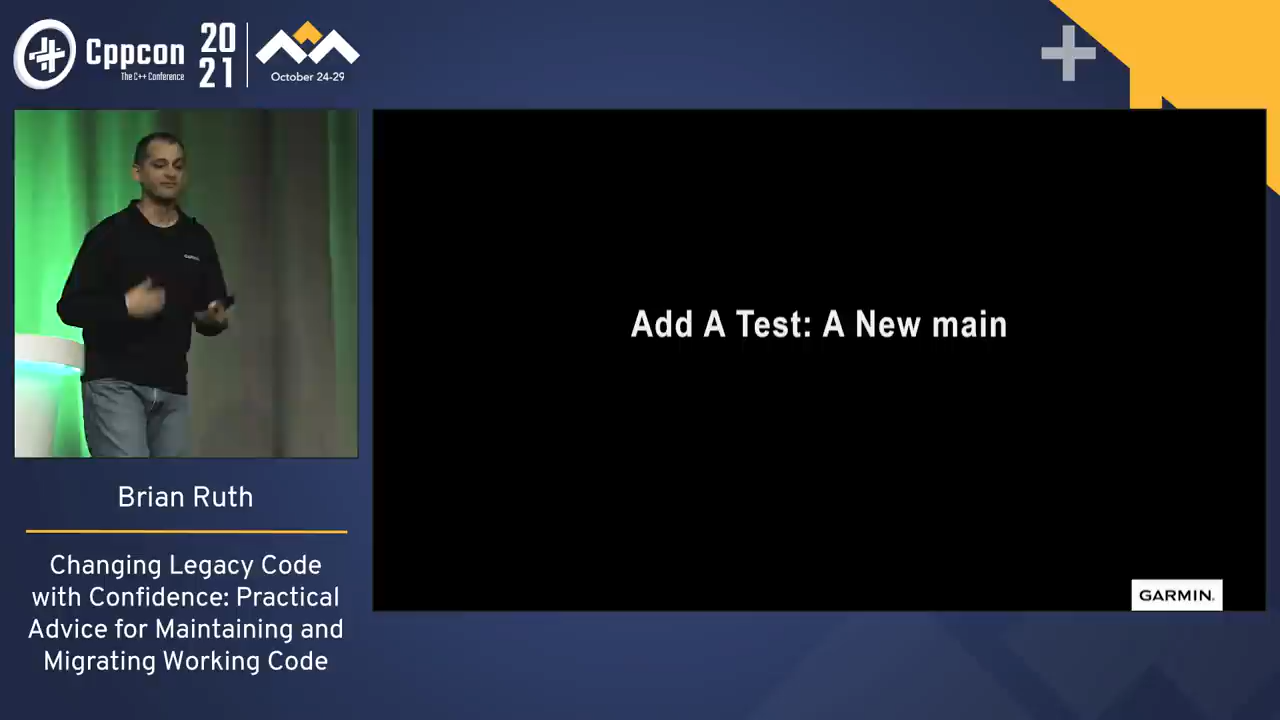 Cppcon
The C++ Conference
20
21
October 24-29
Add A Test: A New main
GARMIN.
Brian Ruth
Changing Legacy Code
with Confidence: Practical
Advice for Maintaining and
Migrating Working Code